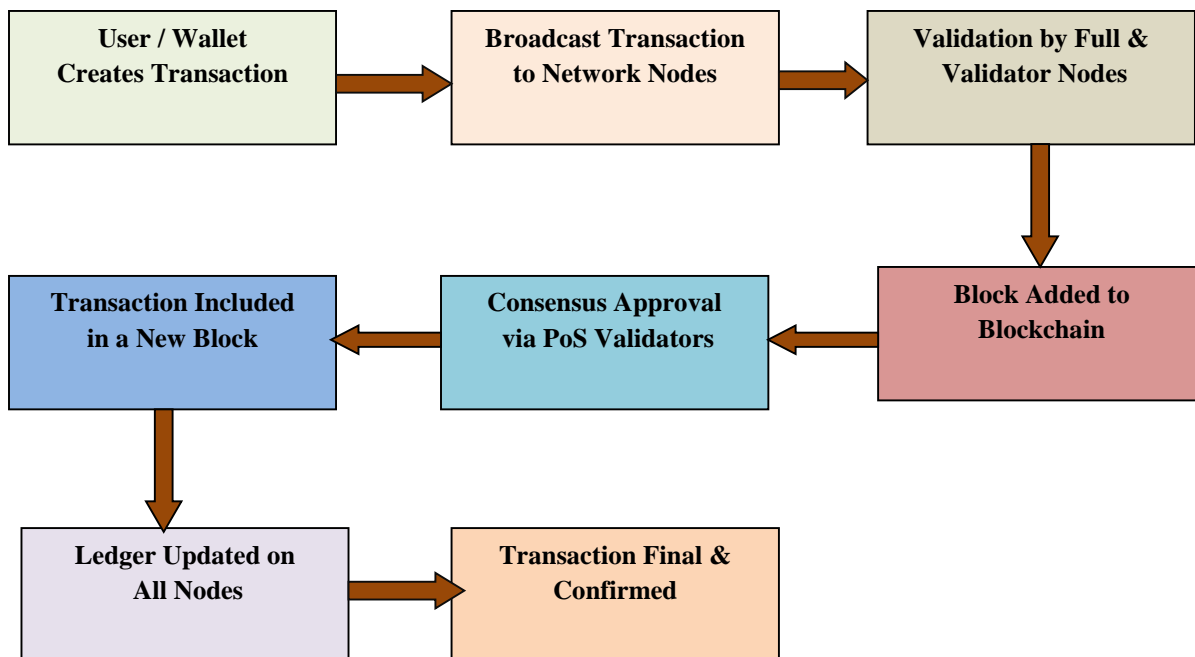 User / Wallet
Creates Transaction
Broadcast Transaction
to Network Nodes
Validation by Full &
Validator Nodes
Block Added to
Blockchain
Consensus Approval
via PoS Validators
Transaction Included
in a New Block
Ledger Updated on
All Nodes
Transaction Final &
Confirmed